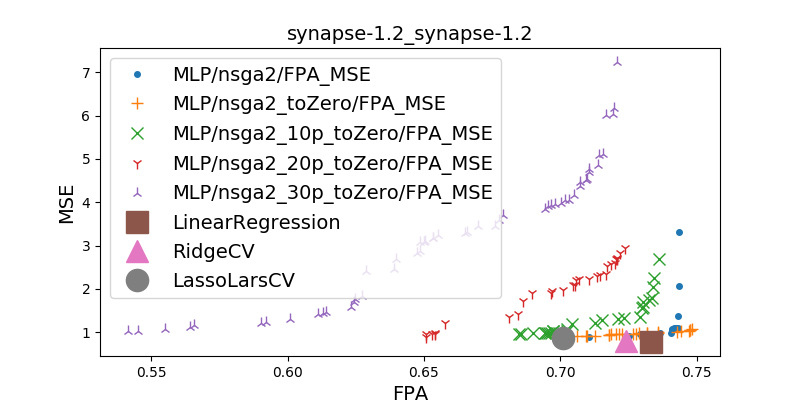 synapse-1.2_synapse-1.2
MSE
7
6
5
4
3
2
1
MLP/nsga2/FPA_MSE
MLP/nsga2_toZero/FPA_MSE
MLP/nsga2_10p_toZero/FPA_MSE
MLP/nsga2_20p_toZero/FPA_MSE
MLP/nsga2_30p_toZero/FPA_MSE
LinearRegression
RidgeCV
LassoLarsCV
0.55 0.60 0.65 0.70 0.75
FPA